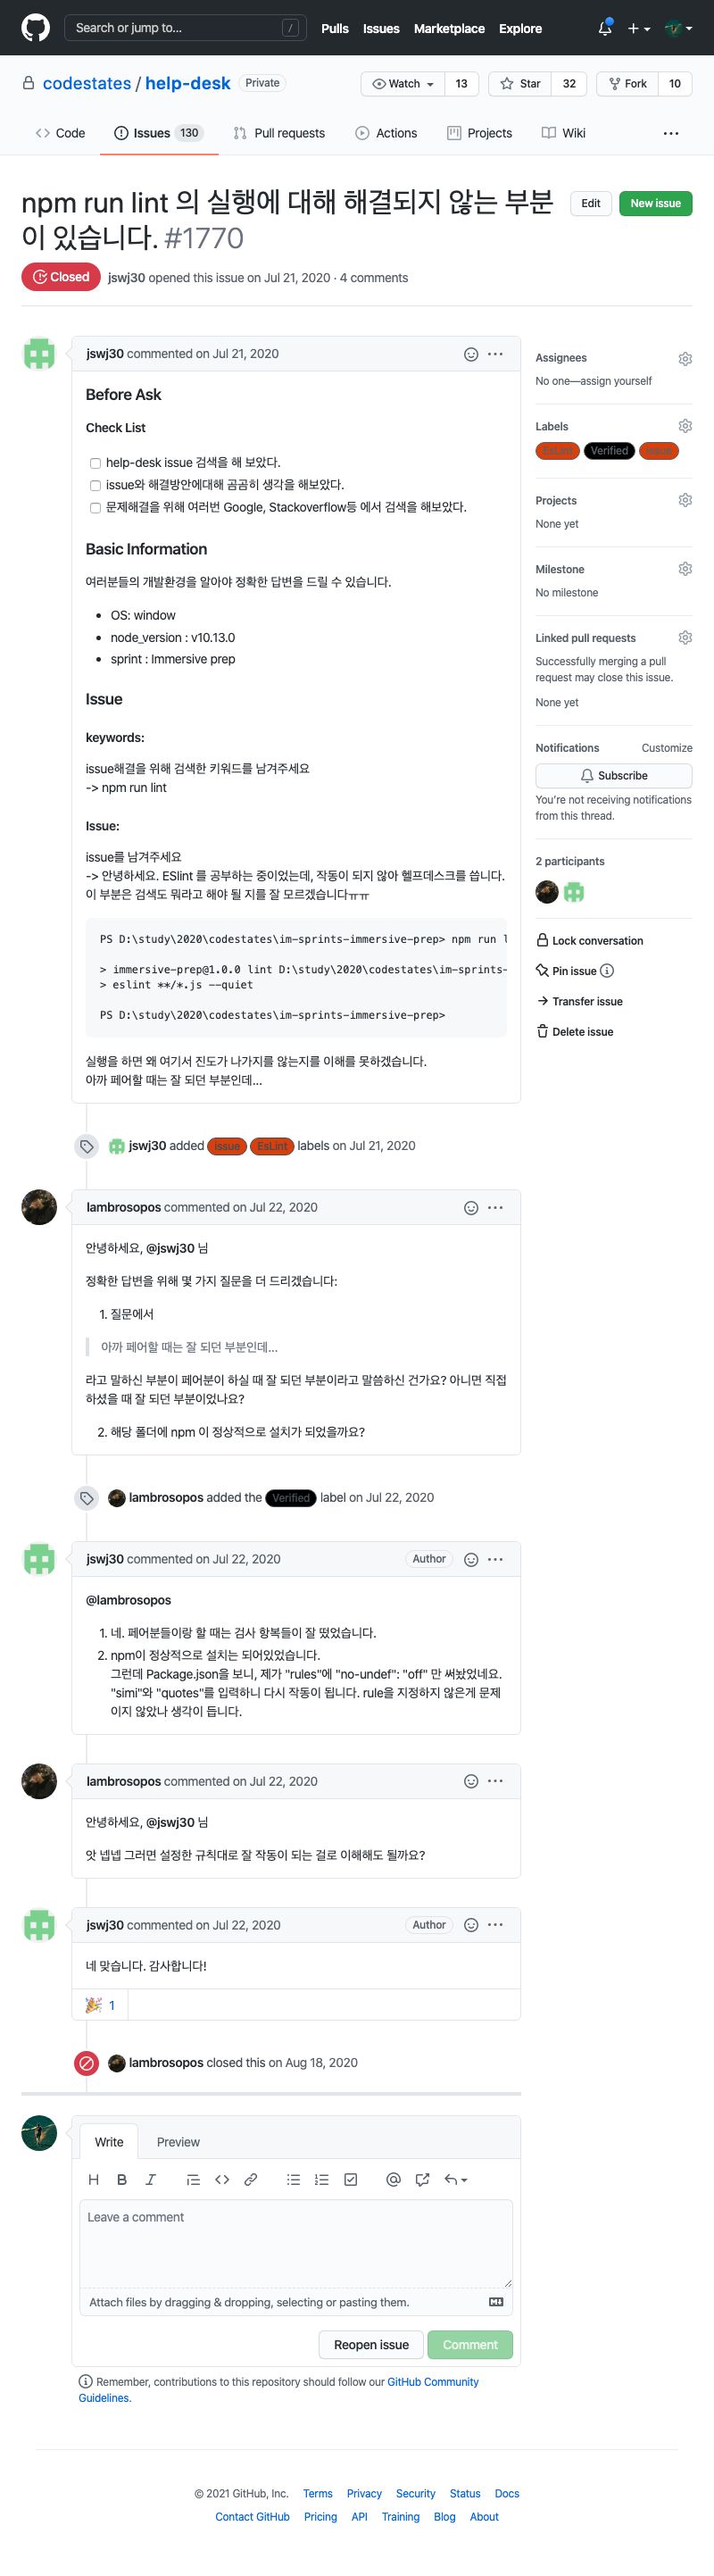 Search or jump to...
/
Pulls Issues Marketplace Explore
codestates / help-desk Private
Watch 13 Star 32 Fork 10
Code Issues 130 Pull requests Actions Projects Wiki ...
npm run lint 의 실행에 대해 해결되지 않는 부분
이 있습니다. #1770
Edit New issue
Closed jswj30 opened this issue on Jul 21, 2020 · 4 comments
jswj30 commented on Jul 21, 2020
Before Ask
Check List
help-desk issue 검색을 해 보았다.
issue와 해결방안에대해 곰곰히 생각을 해보았다.
문제해결을 위해 여러번 Google, Stackoverflow등 에서 검색을 해보았다.
Basic Information
여러분들의 개발환경을 알아야 정확한 답변을 드릴 수 있습니다.
OS: window
node_version : v10.13.0
sprint : Immersive prep
Issue
keywords:
issue해결을 위해 검색한 키워드를 남겨주세요
-> npm run lint
Issue:
issue를 남겨주세요
-> 안녕하세요. ESlint 를 공부하는 중이었는데, 작동이 되지 않아 헬프데스크를 씁니다.
이 부분은 검색도 뭐라고 해야 될 지를 잘 모르겠습니다ㅠㅠ
PS D:\study\2020\codestates\im-sprints-immersive-prep> npm run l
> immersive-prep@1.0.0 lint D:\study\2020\codestates\im-sprints-
> eslint **/*.js --quiet
PS D:\study\2020\codestates\im-sprints-immersive-prep>
실행을 하면 왜 여기서 진도가 나가지를 않는지를 이해를 못하겠습니다.
아까 페어할 때는 잘 되던 부분인데...
Assignees
No one—assign yourself
Labels
EsLint Verified issue
Projects
None yet
Milestone
No milestone
Linked pull requests
Successfully merging a pull
request may close this issue.
None yet
Notifications Customize
Subscribe
You're not receiving notifications
from this thread.
2 participants
Lock conversation
Pin issue
Transfer issue
Delete issue
jswj30 added issue EsLint labels on Jul 21, 2020
lambrosopos commented on Jul 22, 2020
안녕하세요, @jswj30 님
정확한 답변을 위해 몇 가지 질문을 더 드리겠습니다:
1. 질문에서
아까 페어할 때는 잘 되던 부분인데...
라고 말하신 부분이 페어분이 하실 때 잘 되던 부분이라고 말씀하신 건가요? 아니면 직접
하셨을 때 잘 되던 부분이었나요?
2. 해당 폴더에 npm 이 정상적으로 설치가 되었을까요?
lambrosopos added the Verified label on Jul 22, 2020
jswj30 commented on Jul 22, 2020 Author
@lambrosopos
1. 네. 페어분들이랑 할 때는 검사 항복들이 잘 떴었습니다.
2. npm이 정상적으로 설치는 되어있었습니다.
그런데 Package.json을 보니, 제가 "rules"에 "no-undef": "off" 만 써놨었네요.
"simi"와 "quotes"를 입력하니 다시 작동이 됩니다. rule을 지정하지 않은게 문제
이지 않았나 생각이 듭니다.
lambrosopos commented on Jul 22, 2020
안녕하세요, @jswj30 님
앗 넵넵 그러면 설정한 규칙대로 잘 작동이 되는 걸로 이해해도 될까요?
jswj30 commented on Jul 22, 2020 Author
네 맞습니다. 감사합니다!
1
lambrosopos closed this on Aug 18, 2020
Write Preview
Leave a comment
Attach files by dragging & dropping, selecting or pasting them.
Reopen issue Comment
Remember, contributions to this repository should follow our GitHub Community
Guidelines.
© 2021 GitHub, Inc. Terms Privacy Security Status Docs
Contact GitHub Pricing API Training Blog About